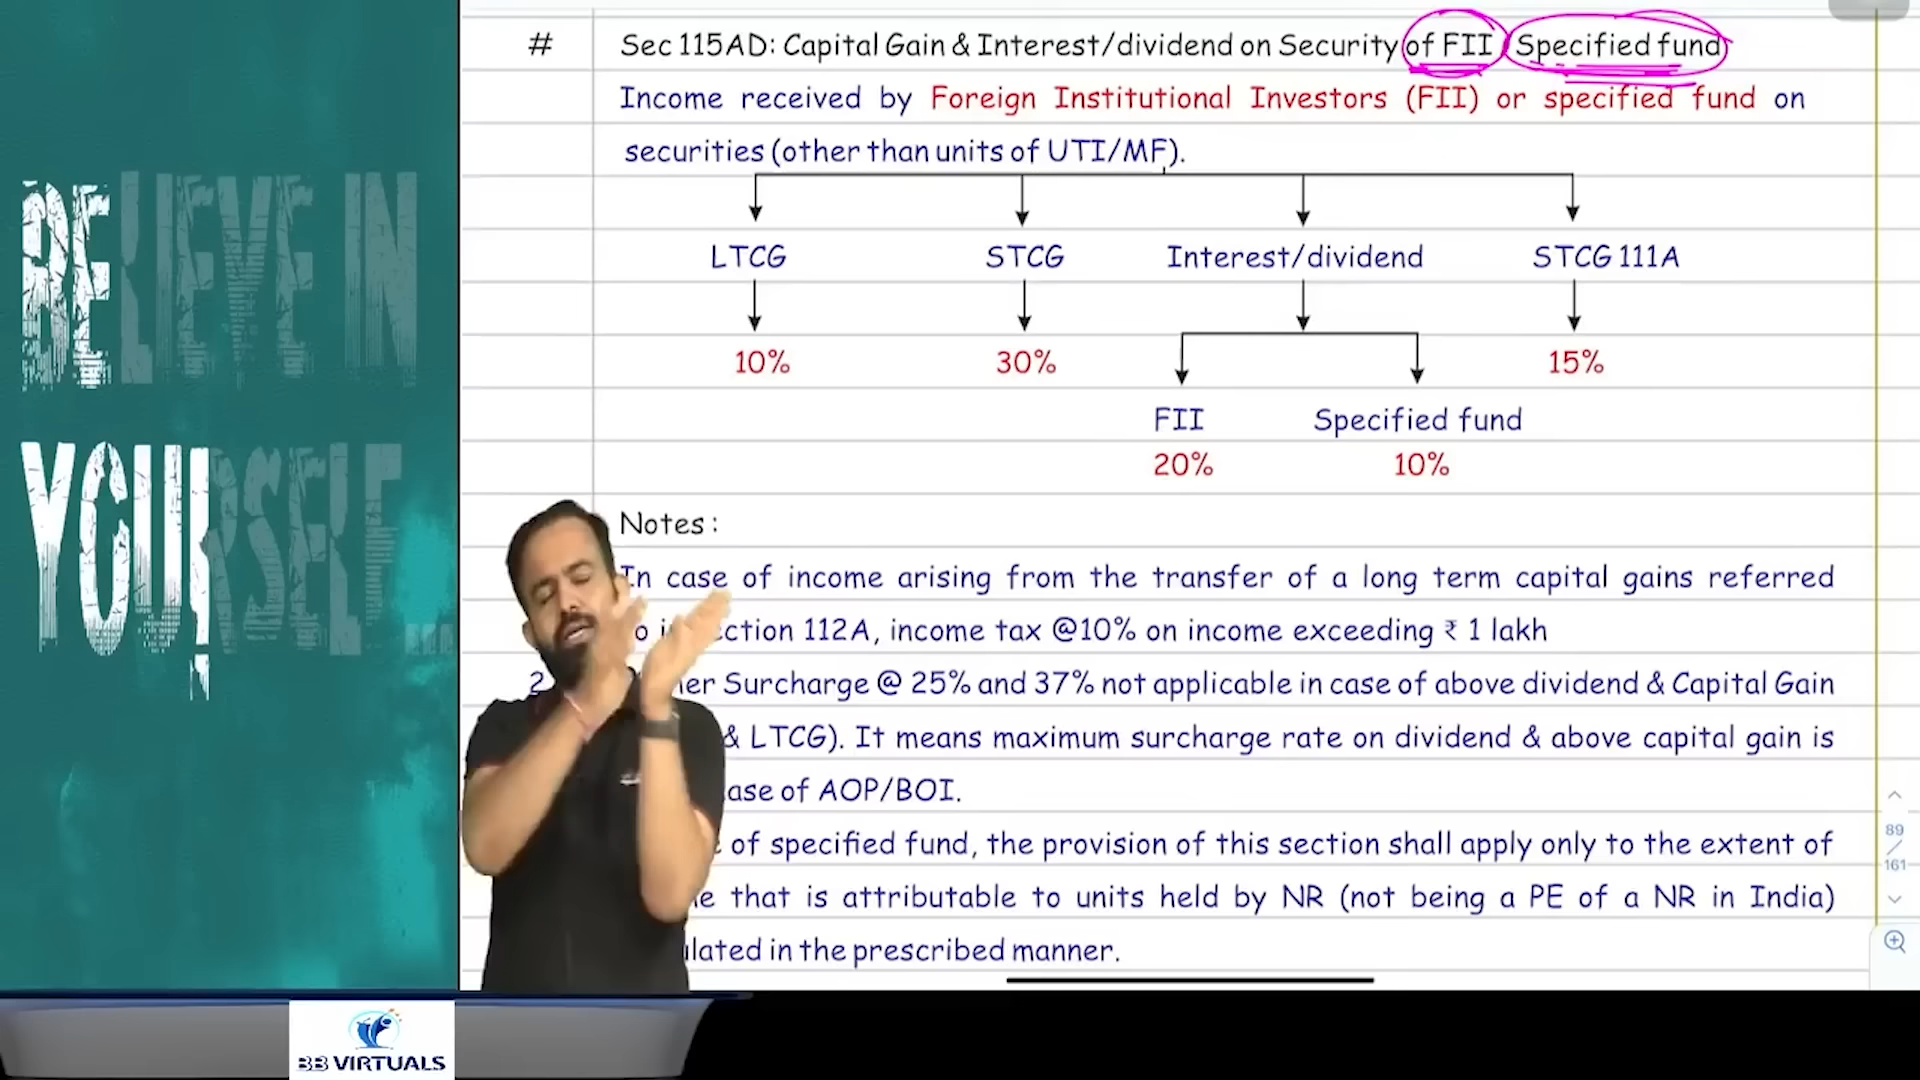 BELIEVE IN
YOURSELF...
!
# Sec 115AD: Capital Gain & Interest/dividend on Security of FII Specified fund
Income received by Foreign Institutional Investors (FII) or specified fund on
securities (other than units of UTI/MF).
LTCG STCG Interest/dividend STCG 111A
10% 30% 15%
FII Specified fund
20% 10%
Notes :
In case of income arising from the transfer of a long term capital gains referred
112A, income tax @10% on income exceeding ₹ 1 lakh
2 Surcharge @ 25% and 37% not applicable in case of above dividend & Capital Gain
& LTCG). It means maximum surcharge rate on dividend & above capital gain is
of AOP/BOI.
of specified fund, the provision of this section shall apply only to the extent of
that is attributable to units held by NR (not being a PE of a NR in India)
in the prescribed manner.
89
/
161
BB VIRTUALS